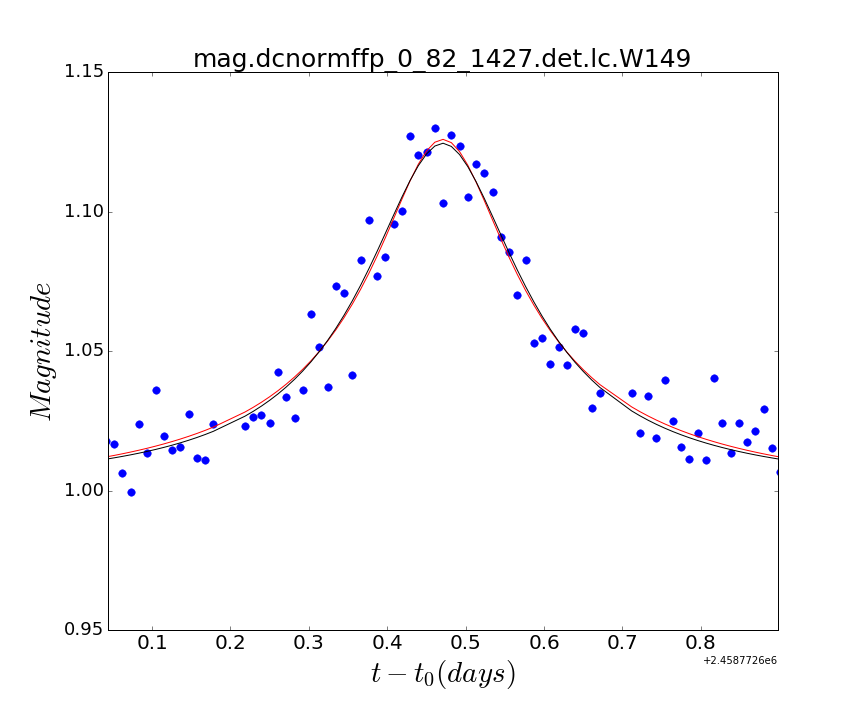 mag.dcnormffp_0_82_1427.det.lc.W149
1.15
1.10
1.05
1.00
0.95
Magnitude
0.1 0.2 0.3 0.4 0.5 0.6 0.7 0.8
+2.4587726e6
t − t₀(days)